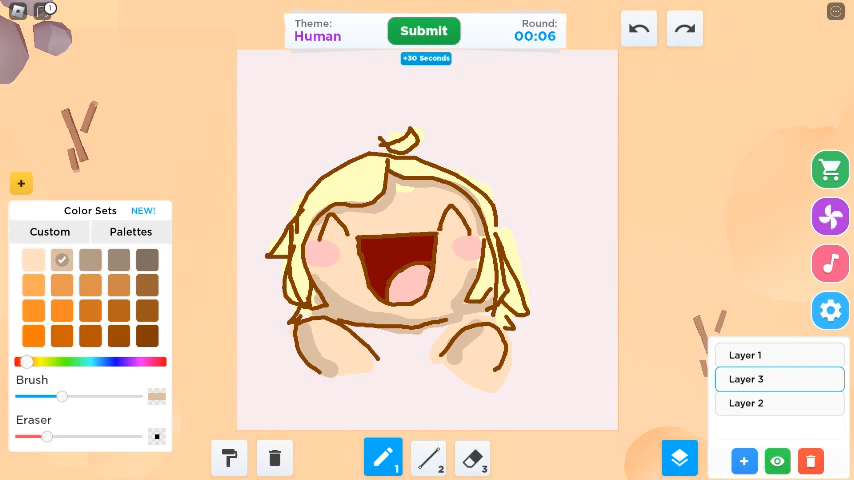 1
Theme:
Human
Submit
Round:
00:06
+30 Seconds
+
Color Sets NEW!
Custom Palettes
Brush
Eraser
1
2
3
Layer 1
Layer 3
Layer 2
+